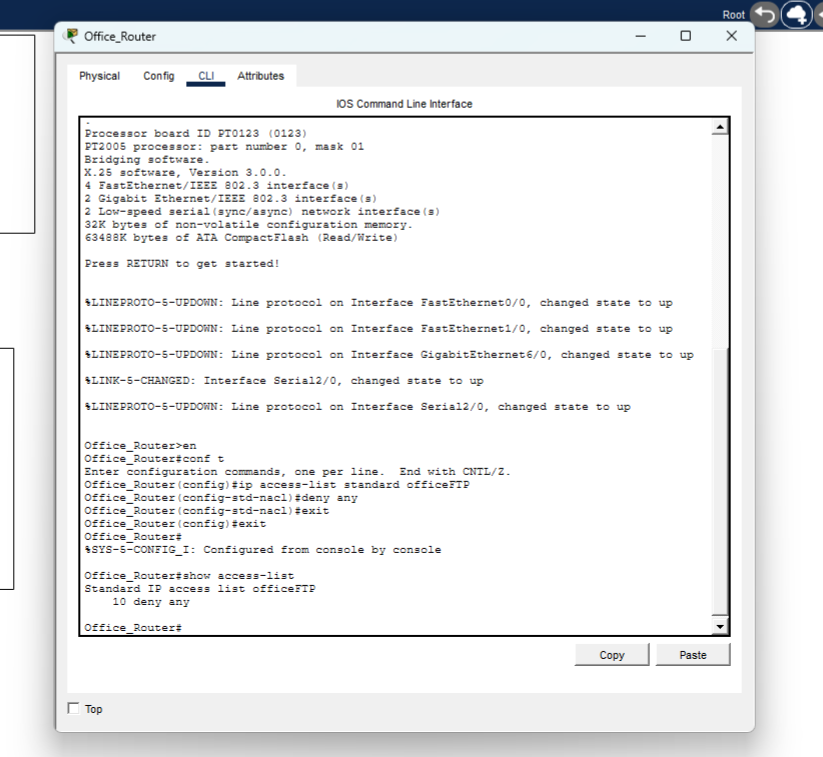 Root
Office_Router
Physical Config CLI Attributes
IOS Command Line Interface
Processor board ID PT0123 (0123)
PT2005 processor: part number 0, mask 01
Bridging software.
X.25 software, Version 3.0.0.
4 FastEthernet/IEEE 802.3 interface(s)
2 Gigabit Ethernet/IEEE 802.3 interface(s)
2 Low-speed serial(sync/async) network interface(s)
32K bytes of non-volatile configuration memory.
63488K bytes of ATA CompactFlash (Read/Write)
Press RETURN to get started!
%LINEPROTO-5-UPDOWN: Line protocol on Interface FastEthernet0/0, changed state to up
%LINEPROTO-5-UPDOWN: Line protocol on Interface FastEthernet1/0, changed state to up
%LINEPROTO-5-UPDOWN: Line protocol on Interface GigabitEthernet6/0, changed state to up
%LINK-5-CHANGED: Interface Serial2/0, changed state to up
%LINEPROTO-5-UPDOWN: Line protocol on Interface Serial2/0, changed state to up
Office_Router>en
Office_Router#conf t
Enter configuration commands, one per line.  End with CNTL/Z.
Office_Router(config)#ip access-list standard officeFTP
Office_Router(config-std-nacl)#deny any
Office_Router(config-std-nacl)#exit
Office_Router(config)#exit
Office_Router#
%SYS-5-CONFIG_I: Configured from console by console
Office_Router#show access-list
Standard IP access list officeFTP
    10 deny any
Office_Router#
Copy Paste
Top